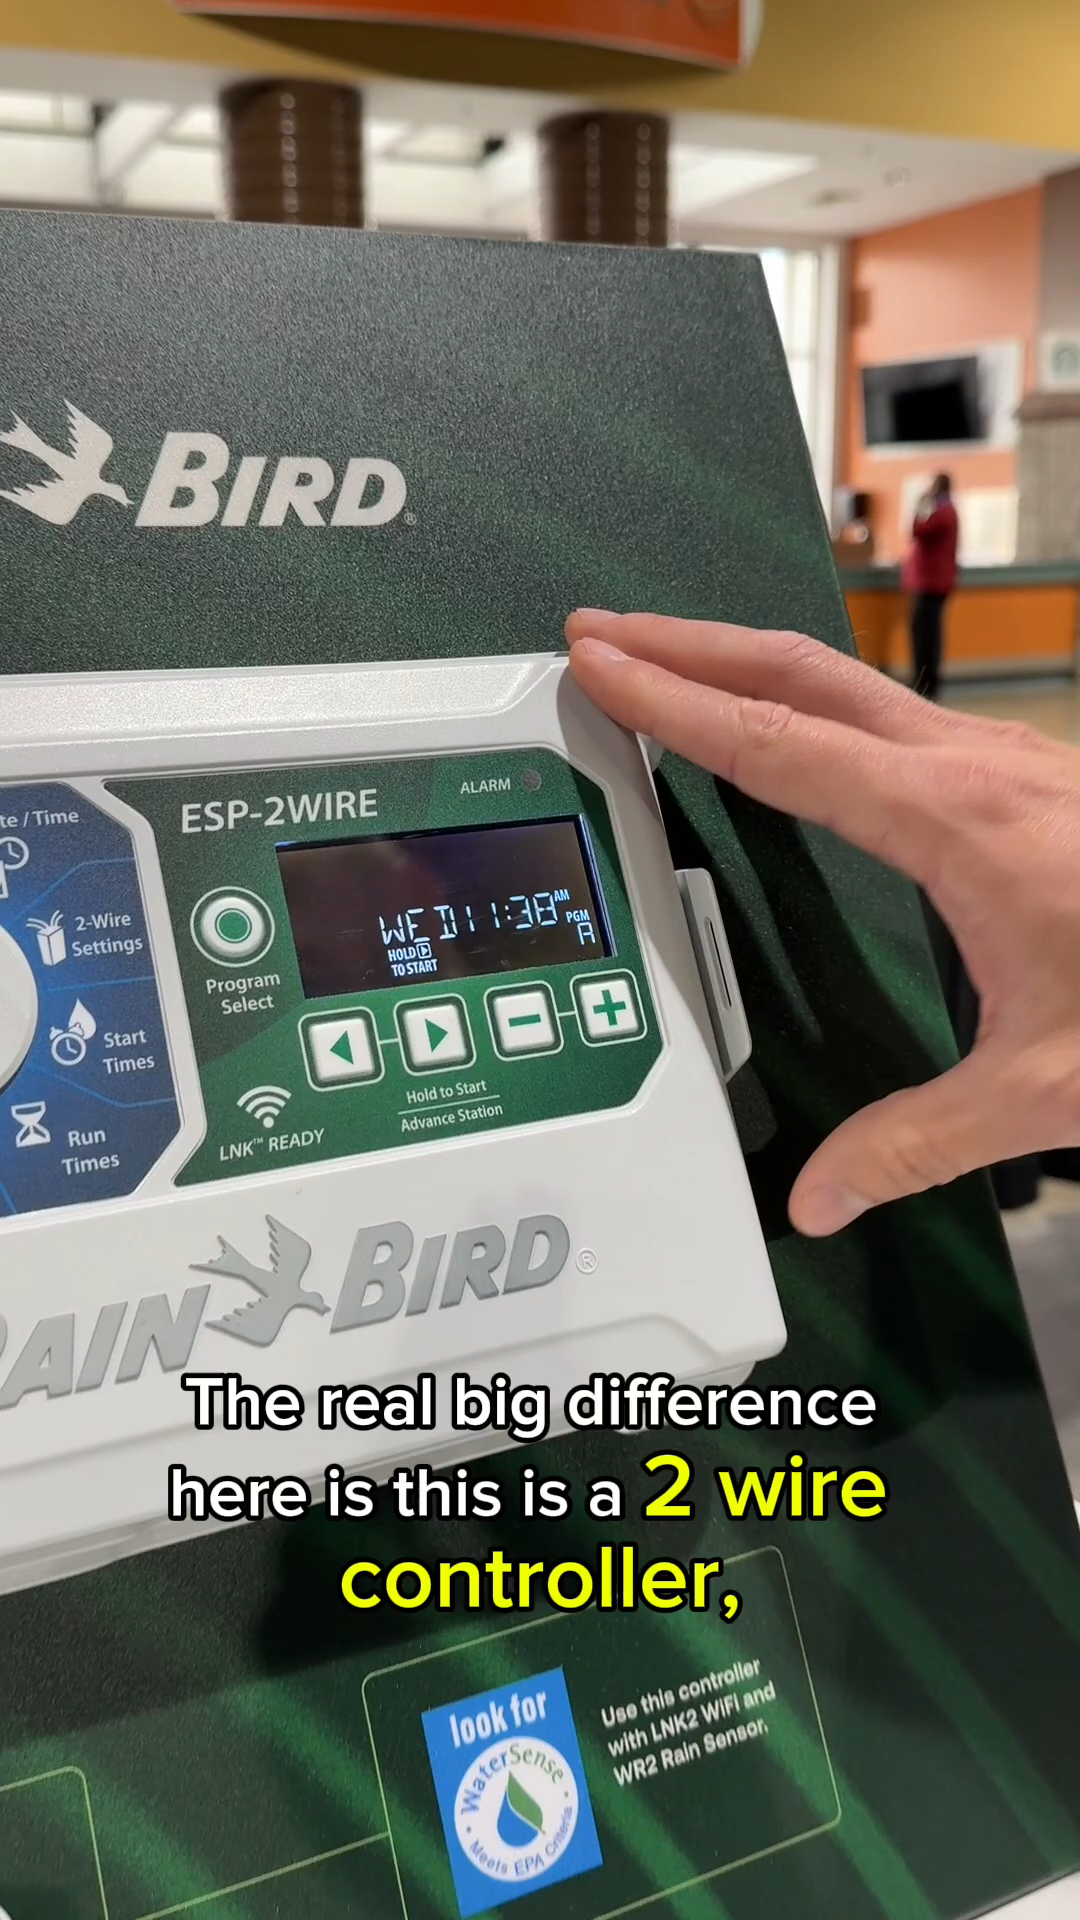 BIRD®
ESP-2WIRE
ALARM
te / Time
2-Wire
Settings
Start
Times
Run
Times
Program
Select
WED 11:38 AM
PGM
A
HOLD
TO START
Hold to Start
Advance Station
LNK™ READY
RAIN BIRD®
The real big difference
here is this is a 2 wire
controller,
look for
WaterSense
Meets EPA Criteria
Use this controller
with LNK2 WiFi and
WR2 Rain Sensor.